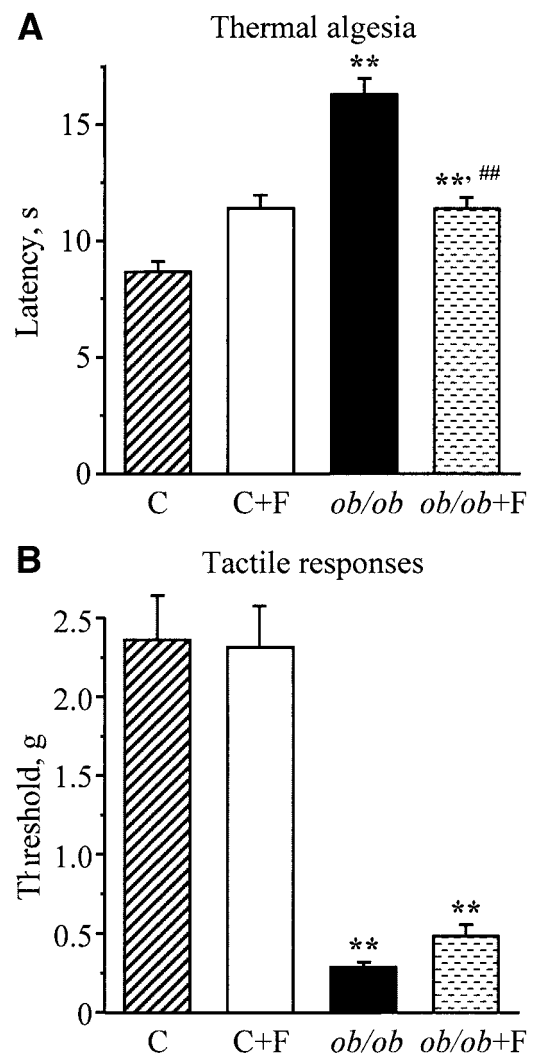 A
Thermal algesia
**
15
**, ##
10
Latency, s
5
0
C C+F ob/ob ob/ob+F
B
Tactile responses
2.5
2.0
1.5
Threshold, g
1.0
**
0.5
**
0
C C+F ob/ob ob/ob+F